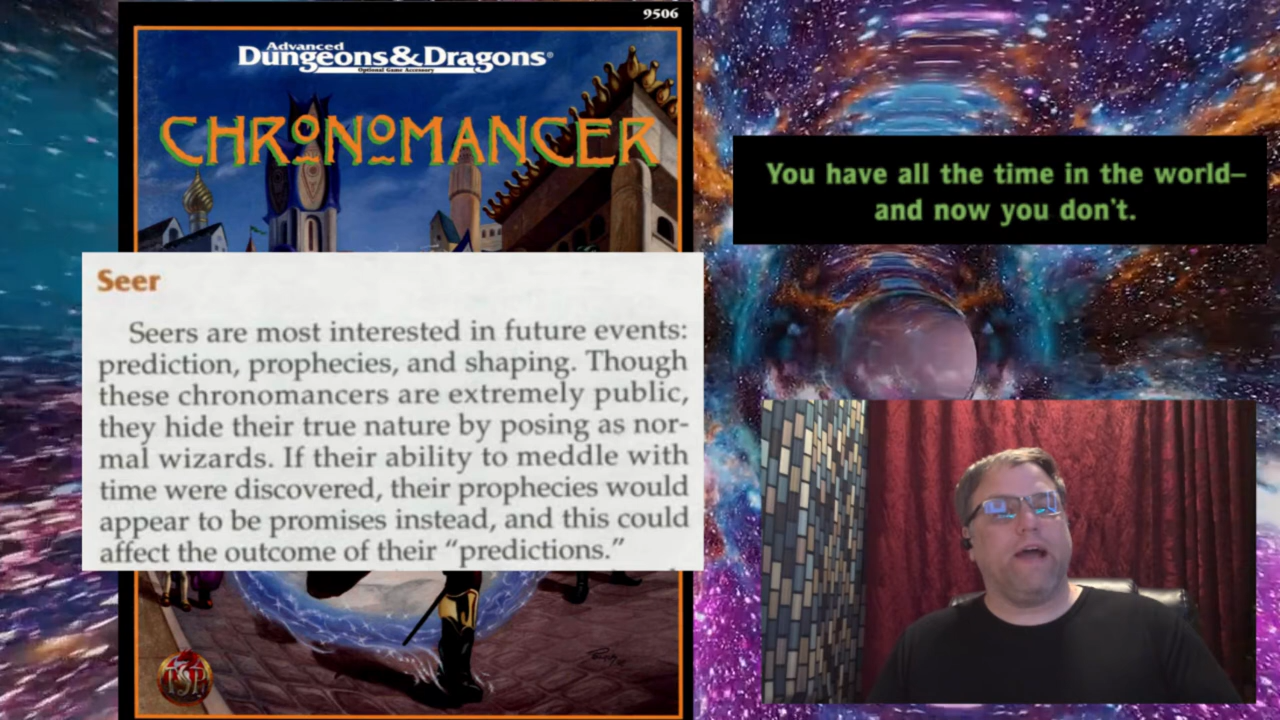 9506
Advanced
Dungeons&Dragons®
Optional Game Accessory
CHRONOMANCER
You have all the time in the world–
and now you don't.
Seer
Seers are most interested in future events:
prediction, prophecies, and shaping. Though
these chronomancers are extremely public,
they hide their true nature by posing as nor-
mal wizards. If their ability to meddle with
time were discovered, their prophecies would
appear to be promises instead, and this could
affect the outcome of their “predictions.”
TSR